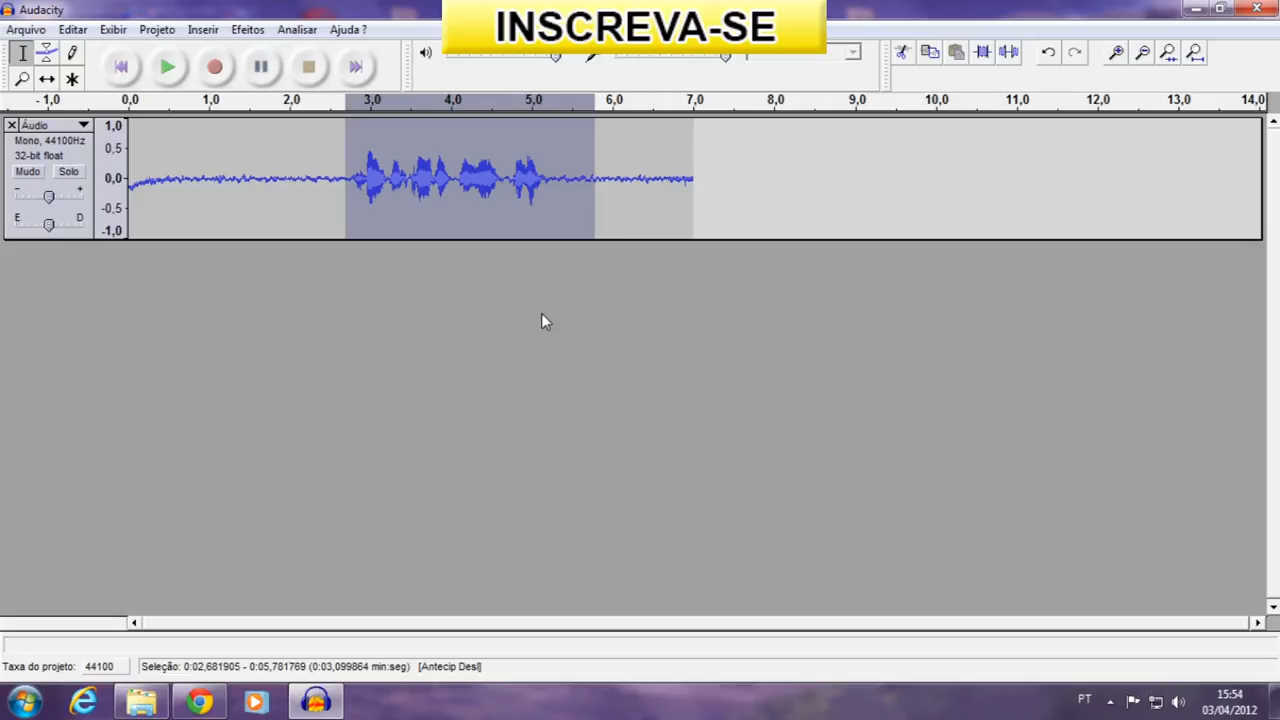 Audacity
INSCREVA-SE
Arquivo Editar Exibir Projeto Inserir Efeitos Analisar Ajuda ?
- 1,0 0,0 1,0 2,0 3,0 4,0 5,0 6,0 7,0 8,0 9,0 10,0 11,0 12,0 13,0 14,0
Áudio
Mono, 44100Hz
32-bit float
Mudo Solo
- +
E D
1,0
0,5
0,0
-0,5
-1,0
Taxa do projeto: 44100 Seleção: 0:02,681905 - 0:05,781769 (0:03,099864 min:seg) [Antecip Desl]
PT
15:54
03/04/2012